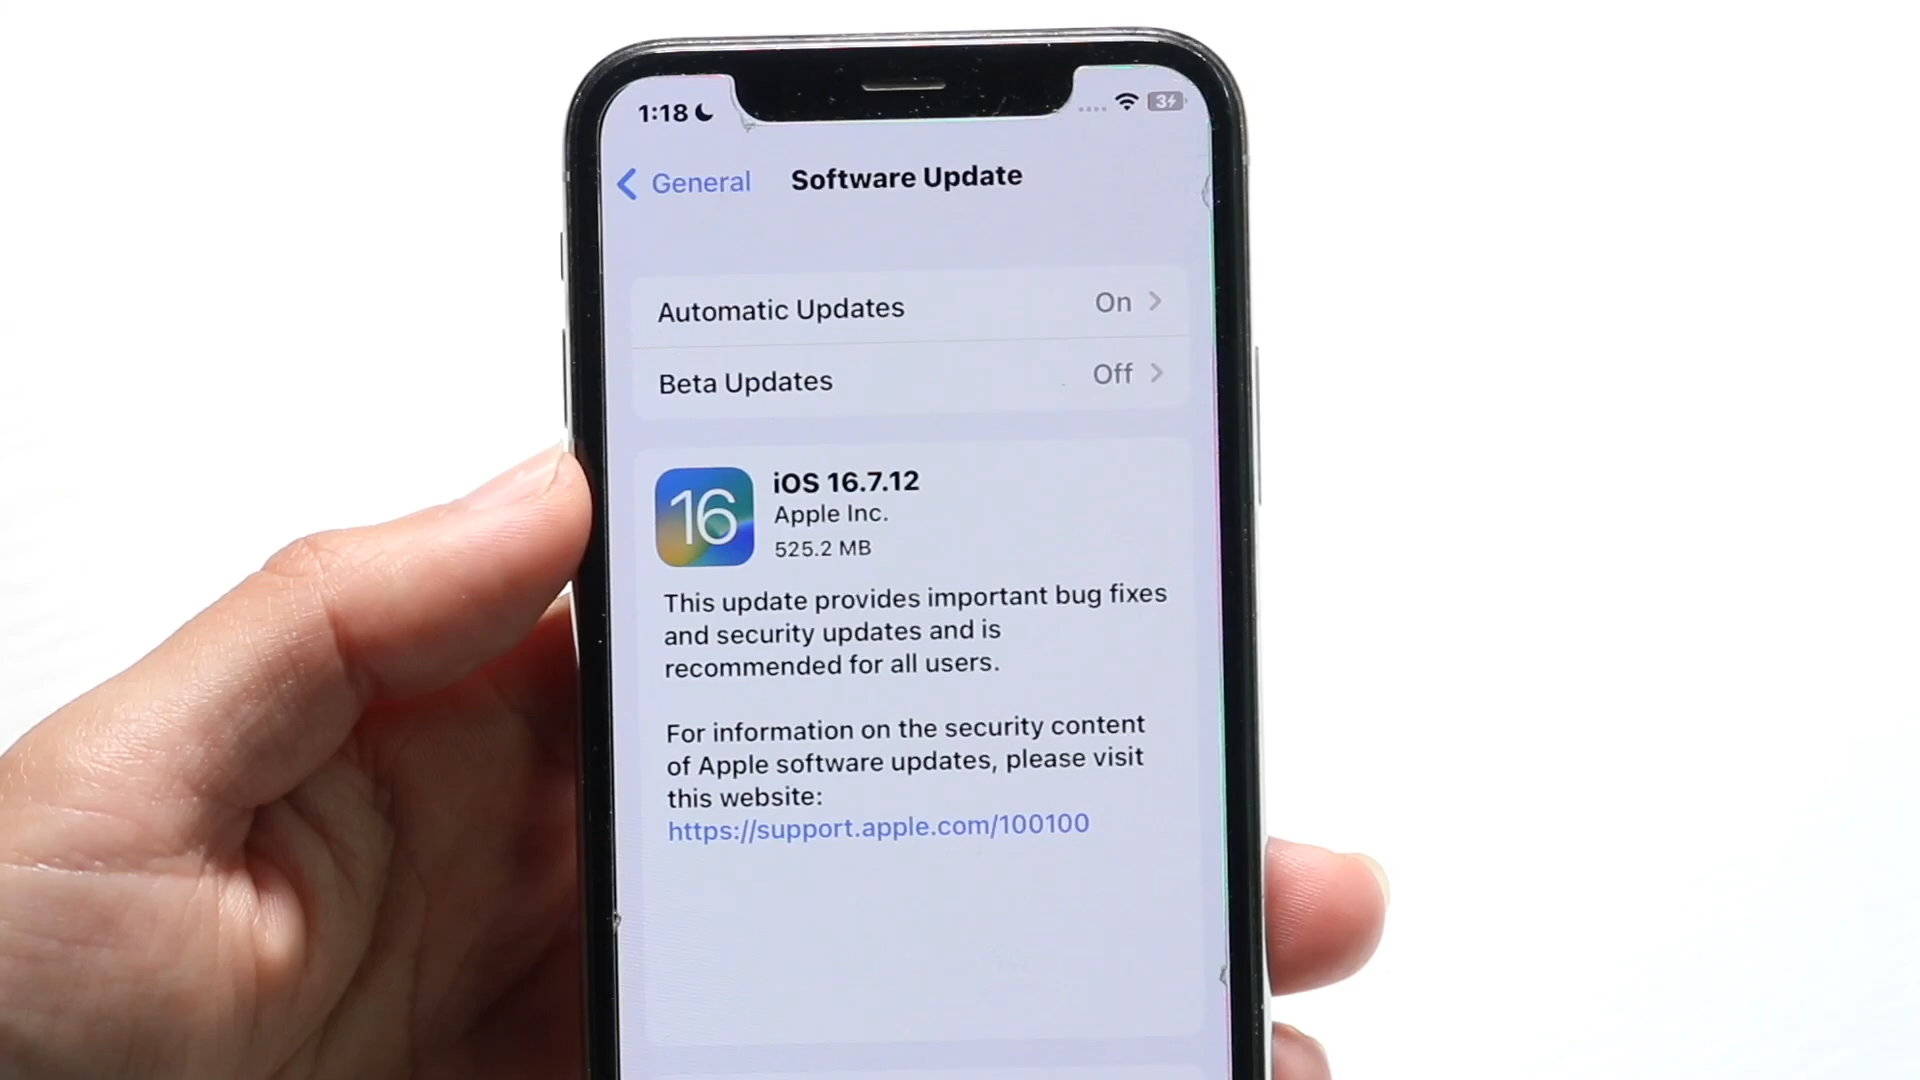 1:18
3
General
Software Update
Automatic Updates On
Beta Updates Off
16
iOS 16.7.12
Apple Inc.
525.2 MB
This update provides important bug fixes
and security updates and is
recommended for all users.
For information on the security content
of Apple software updates, please visit
this website:
https://support.apple.com/100100